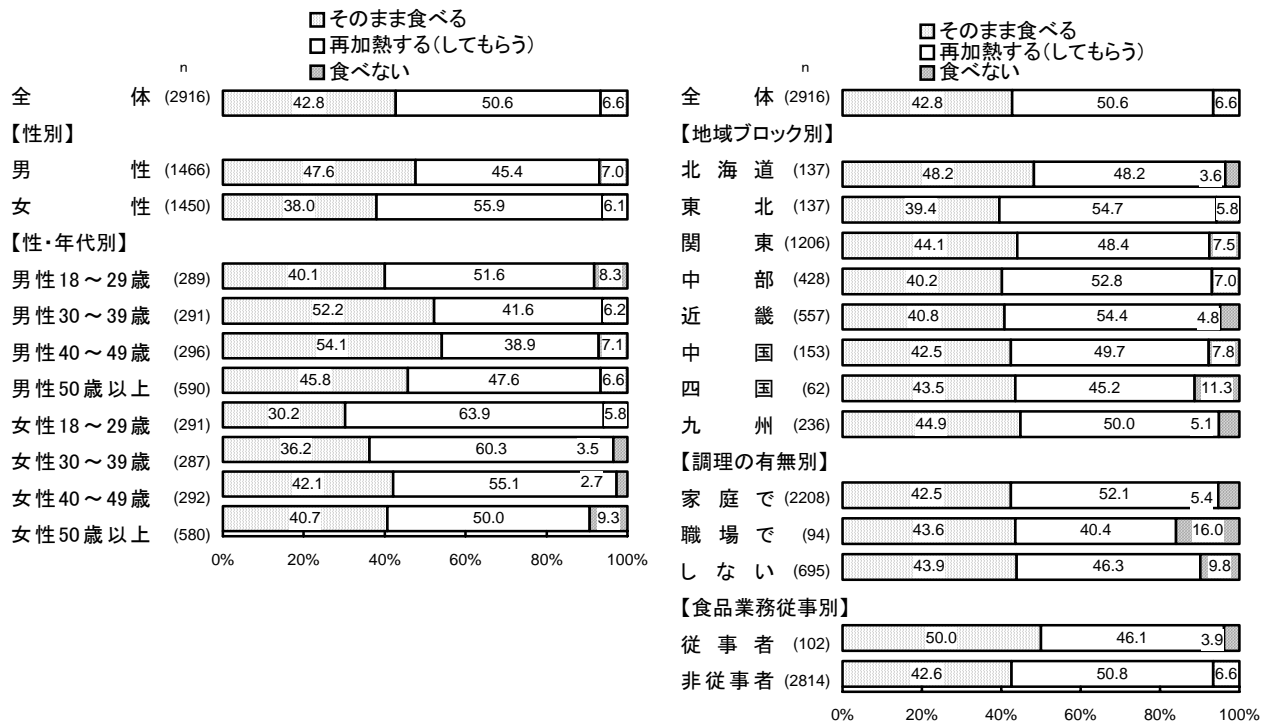 そのまま食べる
再加熱する(してもらう)
食べない
n
全体 (2916) 42.8 50.6 6.6
【性別】
男性 (1466) 47.6 45.4 7.0
女性 (1450) 38.0 55.9 6.1
【性・年代別】
男性18～29歳 (289) 40.1 51.6 8.3
男性30～39歳 (291) 52.2 41.6 6.2
男性40～49歳 (296) 54.1 38.9 7.1
男性50歳以上 (590) 45.8 47.6 6.6
女性18～29歳 (291) 30.2 63.9 5.8
女性30～39歳 (287) 36.2 60.3 3.5
女性40～49歳 (292) 42.1 55.1 2.7
女性50歳以上 (580) 40.7 50.0 9.3
0% 20% 40% 60% 80% 100%
そのまま食べる
再加熱する(してもらう)
食べない
n
全体 (2916) 42.8 50.6 6.6
【地域ブロック別】
北海道 (137) 48.2 48.2 3.6
東北 (137) 39.4 54.7 5.8
関東 (1206) 44.1 48.4 7.5
中部 (428) 40.2 52.8 7.0
近畿 (557) 40.8 54.4 4.8
中国 (153) 42.5 49.7 7.8
四国 (62) 43.5 45.2 11.3
九州 (236) 44.9 50.0 5.1
【調理の有無別】
家庭で (2208) 42.5 52.1 5.4
職場で (94) 43.6 40.4 16.0
しない (695) 43.9 46.3 9.8
【食品業務従事別】
従事者 (102) 50.0 46.1 3.9
非従事者 (2814) 42.6 50.8 6.6
0% 20% 40% 60% 80% 100%